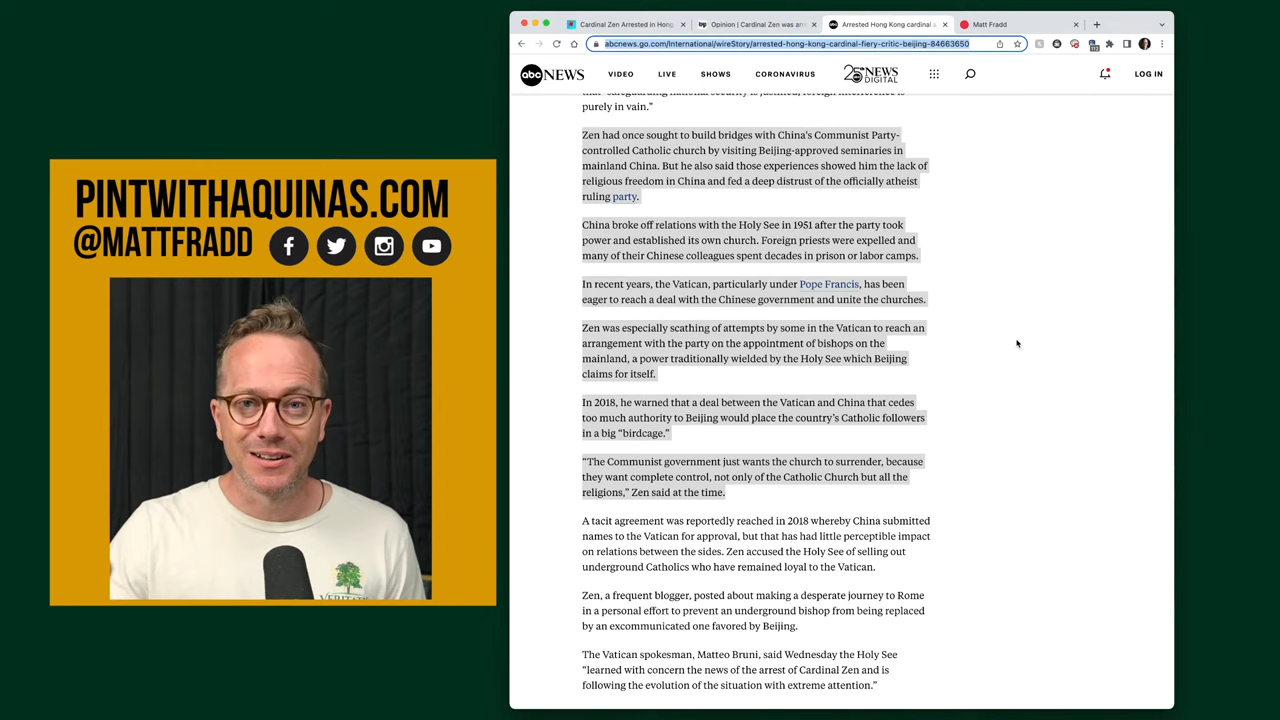 PINTWITHAQUINAS.COM
@MATTFRADD
VERITAS
Cardinal Zen Arrested in Hong
Opinion | Cardinal Zen was arr
Arrested Hong Kong cardinal a
Matt Fradd
abcnews.go.com/International/wireStory/arrested-hong-kong-cardinal-fiery-critic-beijing-84663650
abc NEWS
VIDEO
LIVE
SHOWS
CORONAVIRUS
25 NEWS
DIGITAL
LOG IN
that "safeguarding national security is justified, foreign interference is
purely in vain."
Zen had once sought to build bridges with China's Communist Party-
controlled Catholic church by visiting Beijing-approved seminaries in
mainland China. But he also said those experiences showed him the lack of
religious freedom in China and fed a deep distrust of the officially atheist
ruling party.
China broke off relations with the Holy See in 1951 after the party took
power and established its own church. Foreign priests were expelled and
many of their Chinese colleagues spent decades in prison or labor camps.
In recent years, the Vatican, particularly under Pope Francis, has been
eager to reach a deal with the Chinese government and unite the churches.
Zen was especially scathing of attempts by some in the Vatican to reach an
arrangement with the party on the appointment of bishops on the
mainland, a power traditionally wielded by the Holy See which Beijing
claims for itself.
In 2018, he warned that a deal between the Vatican and China that cedes
too much authority to Beijing would place the country's Catholic followers
in a big “birdcage.”
“The Communist government just wants the church to surrender, because
they want complete control, not only of the Catholic Church but all the
religions,” Zen said at the time.
A tacit agreement was reportedly reached in 2018 whereby China submitted
names to the Vatican for approval, but that has had little perceptible impact
on relations between the sides. Zen accused the Holy See of selling out
underground Catholics who have remained loyal to the Vatican.
Zen, a frequent blogger, posted about making a desperate journey to Rome
in a personal effort to prevent an underground bishop from being replaced
by an excommunicated one favored by Beijing.
The Vatican spokesman, Matteo Bruni, said Wednesday the Holy See
“learned with concern the news of the arrest of Cardinal Zen and is
following the evolution of the situation with extreme attention.”